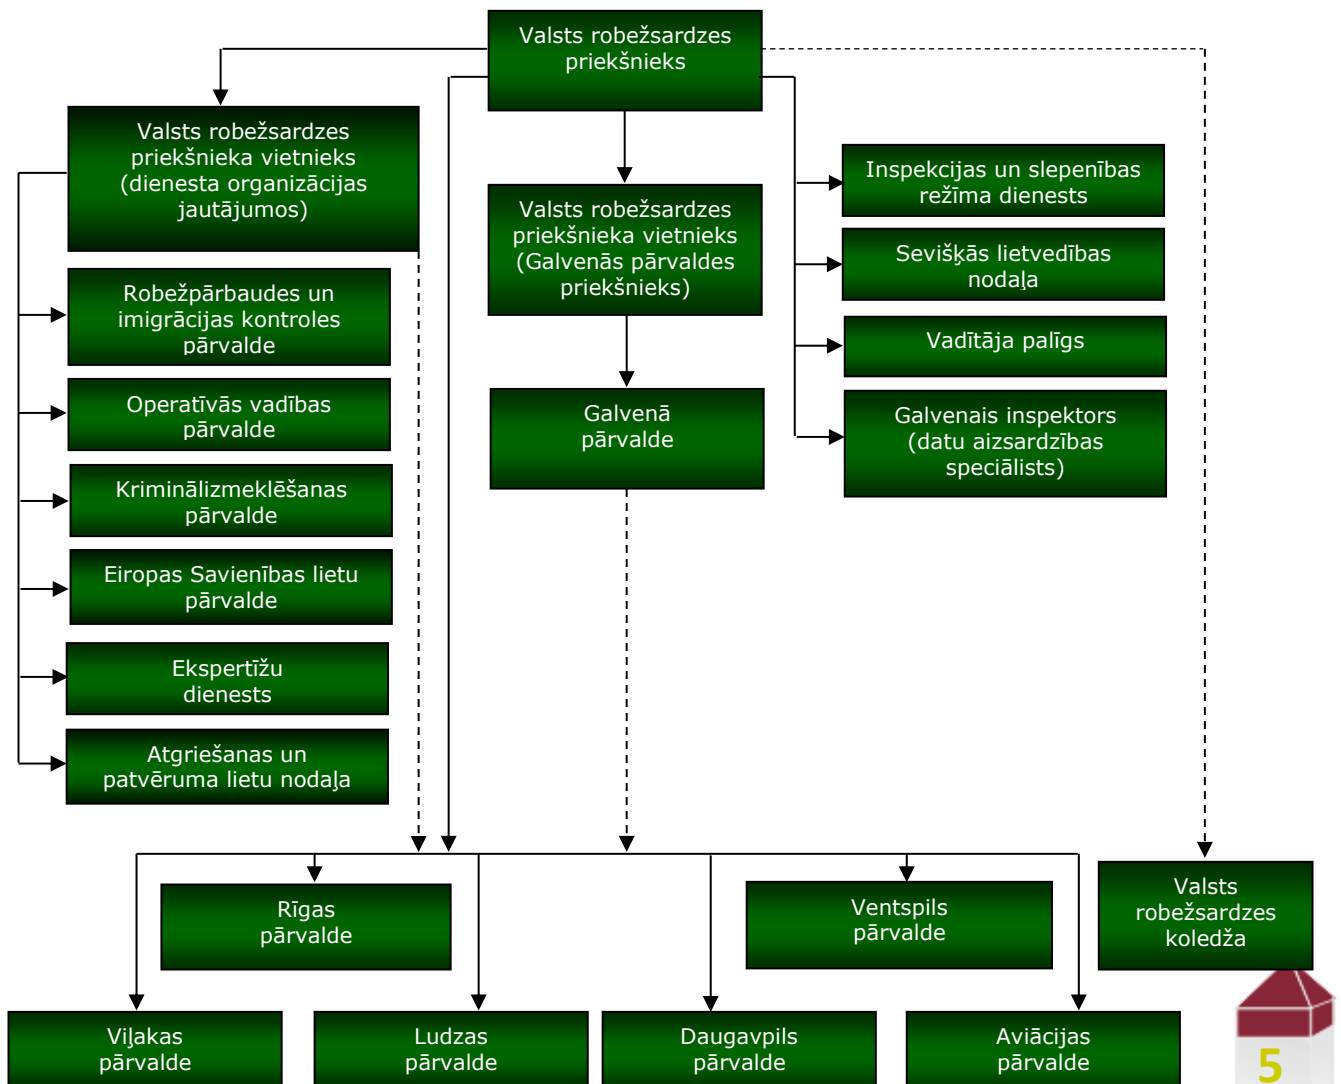 Valsts robežsardzes
priekšnieks
Valsts robežsardzes
priekšnieka vietnieks
(dienesta organizācijas
jautājumos)
Robežpārbaudes un
imigrācijas kontroles
pārvalde
Operatīvās vadības
pārvalde
Kriminālizmeklēšanas
pārvalde
Eiropas Savienības lietu
pārvalde
Ekspertīžu
dienests
Atgriešanas un
patvēruma lietu nodaļa
Valsts robežsardzes
priekšnieka vietnieks
(Galvenās pārvaldes
priekšnieks)
Galvenā
pārvalde
Inspekcijas un slepenības
režīma dienests
Sevišķās lietvedības
nodaļa
Vadītāja palīgs
Galvenais inspektors
(datu aizsardzības
speciālists)
Rīgas
pārvalde
Ventspils
pārvalde
Valsts
robežsardzes
koledža
Viļakas
pārvalde
Ludzas
pārvalde
Daugavpils
pārvalde
Aviācijas
pārvalde
5